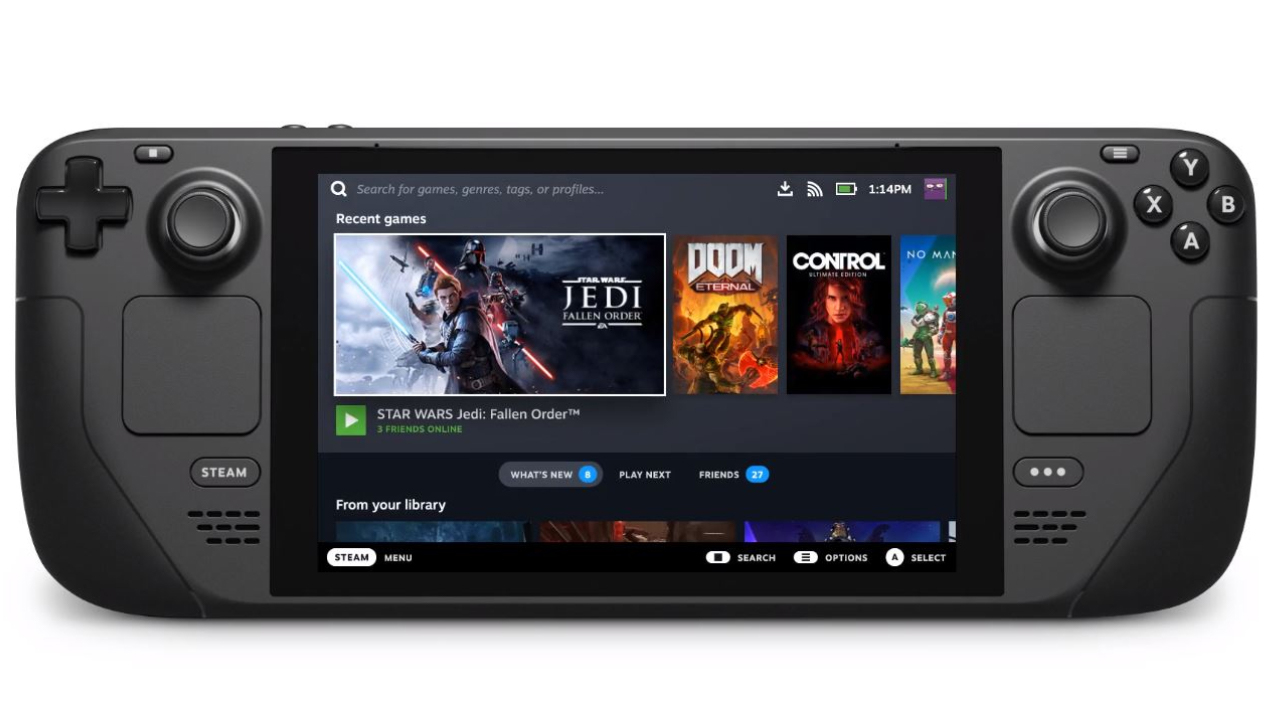 Search for games, genres, tags, or profiles...
1:14PM
Recent games
STAR WARS
JEDI
FALLEN ORDER
EA
DOOM
ETERNAL
CONTROL
ULTIMATE EDITION
NO MAN
STAR WARS Jedi: Fallen Order™
3 FRIENDS ONLINE
WHAT'S NEW 6
PLAY NEXT
FRIENDS 27
From your library
STEAM MENU
SEARCH
OPTIONS
A SELECT
STEAM
Y
X
B
A